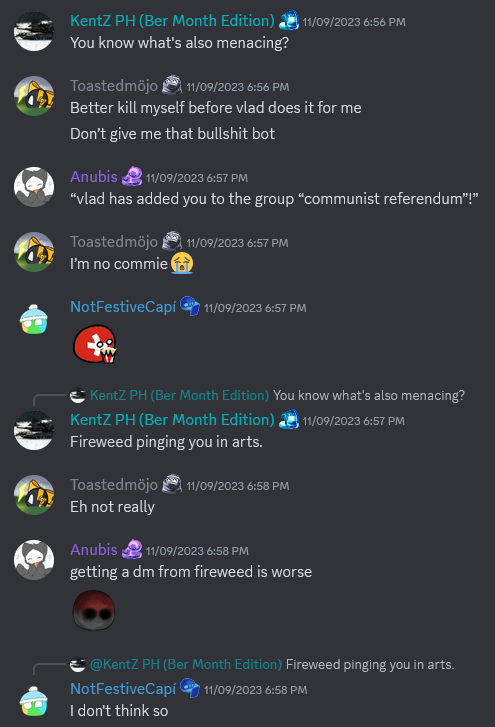 KentZ PH (Ber Month Edition) 11/09/2023 6:56 PM
You know what's also menacing?
Toastedmöjo 11/09/2023 6:56 PM
Better kill myself before vlad does it for me
Don't give me that bullshit bot
Anubis 11/09/2023 6:57 PM
“vlad has added you to the group “communist referendum”!”
Toastedmöjo 11/09/2023 6:57 PM
I'm no commie😭
NotFestiveCapí 11/09/2023 6:57 PM
KentZ PH (Ber Month Edition) You know what's also menacing?
KentZ PH (Ber Month Edition) 11/09/2023 6:57 PM
Fireweed pinging you in arts.
Toastedmöjo 11/09/2023 6:58 PM
Eh not really
Anubis 11/09/2023 6:58 PM
getting a dm from fireweed is worse
@KentZ PH (Ber Month Edition) Fireweed pinging you in arts.
NotFestiveCapí 11/09/2023 6:58 PM
I don't think so